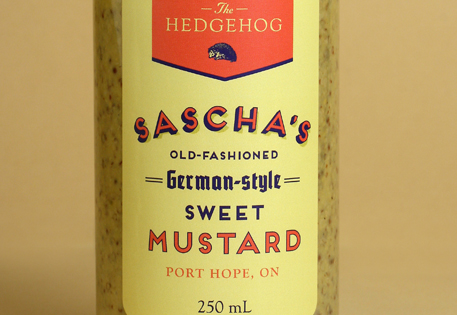 The
HEDGEHOG
SASCHA'S
OLD-FASHIONED
German-style
SWEET
MUSTARD
PORT HOPE, ON
250 mL